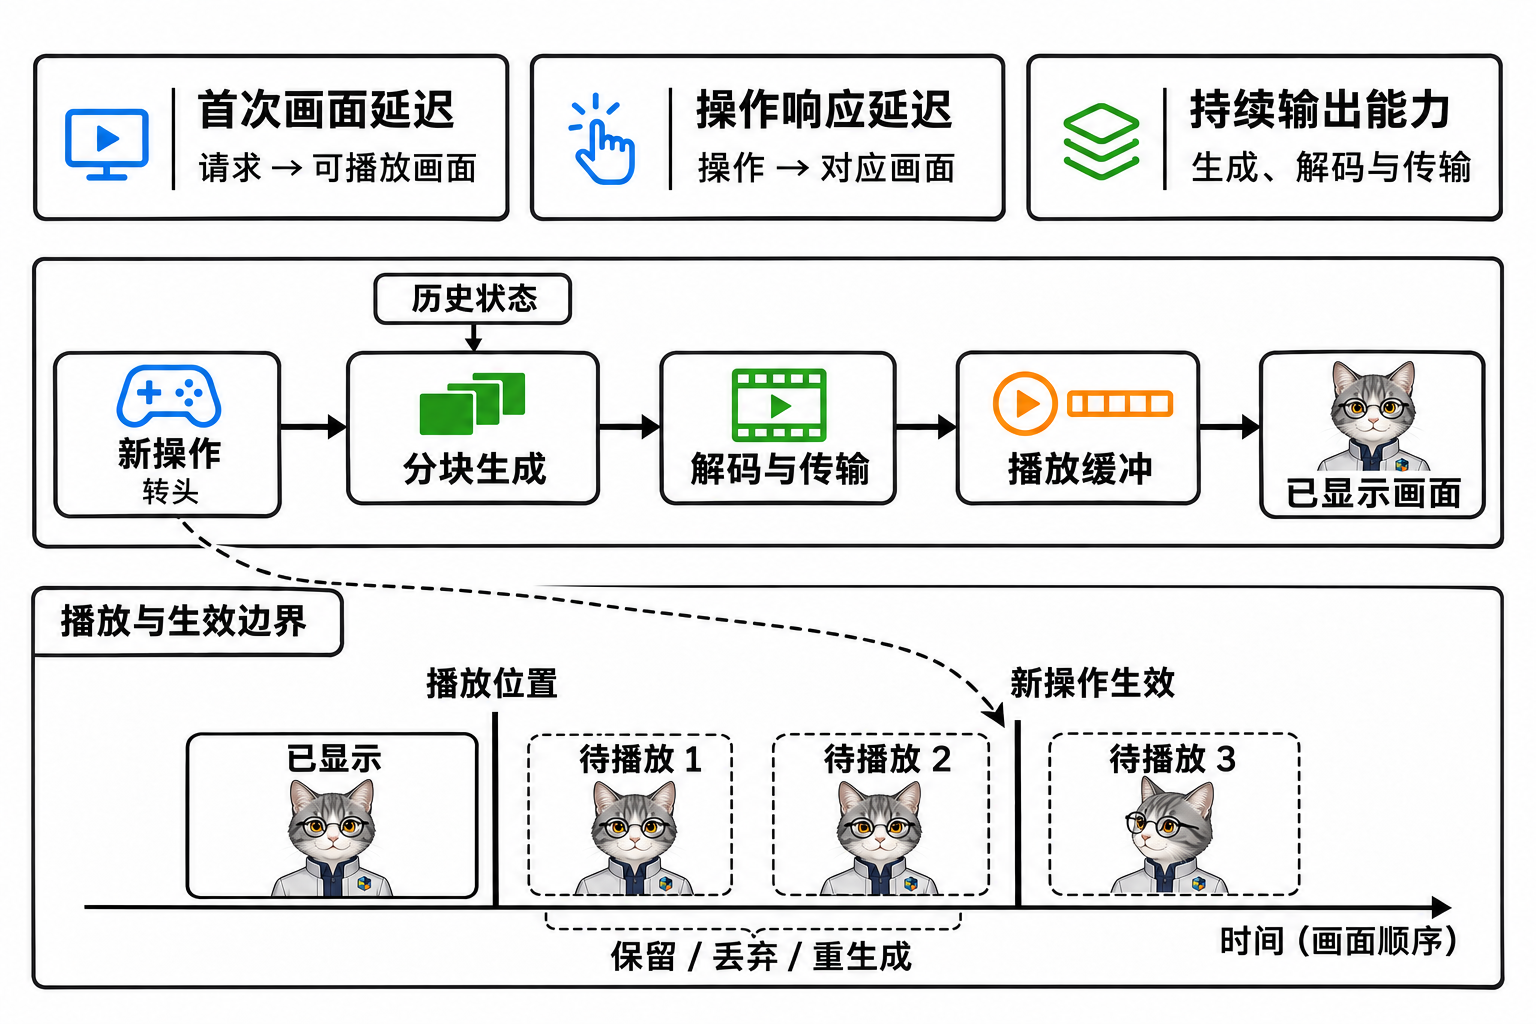 首次画面延迟
请求 → 可播放画面
操作响应延迟
操作 → 对应画面
持续输出能力
生成、解码与传输
历史状态
新操作
转头
分块生成
解码与传输
播放缓冲
已显示画面
播放与生效边界
播放位置
新操作生效
已显示
待播放 1
待播放 2
待播放 3
保留 / 丢弃 / 重生成
时间 (画面顺序)